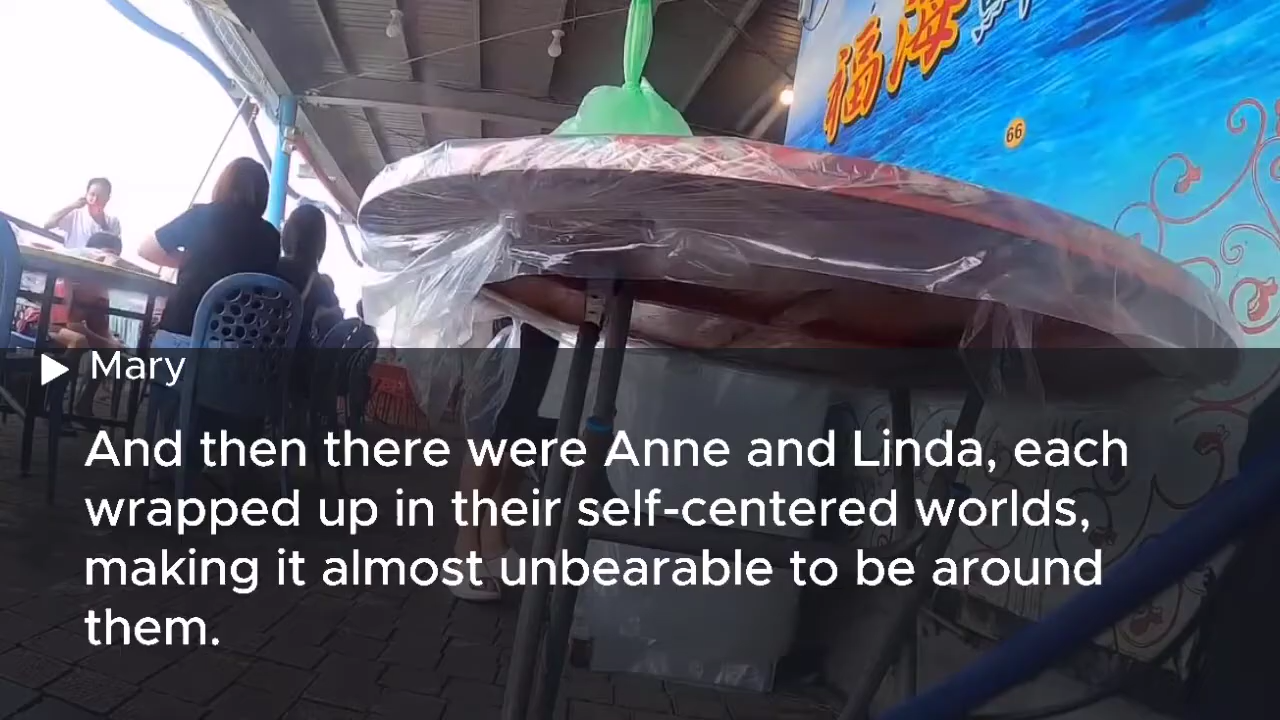 福海
66
Mary
And then there were Anne and Linda, each
wrapped up in their self-centered worlds,
making it almost unbearable to be around
them.